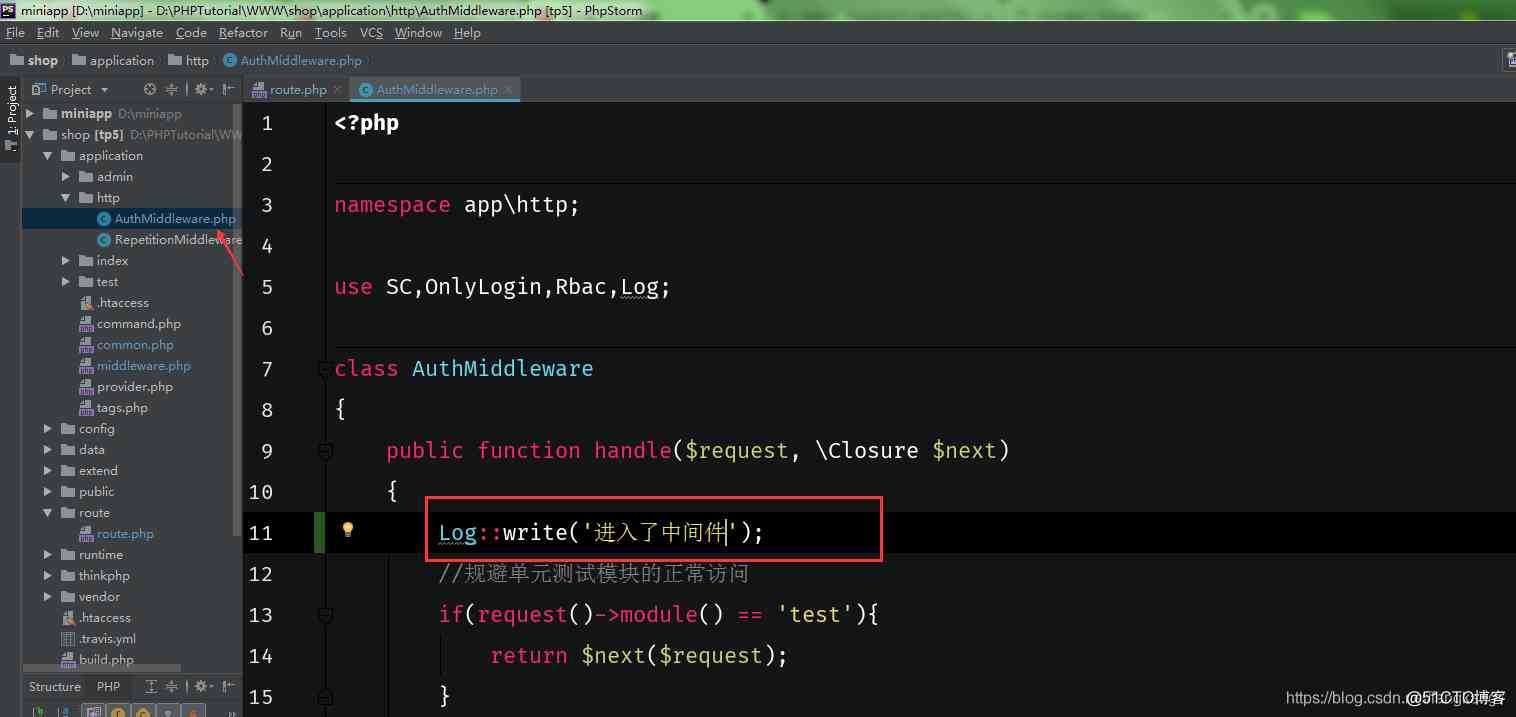 PS miniapp [D:\miniapp] - D:\PHPTutorial\WWW\shop\application\http\AuthMiddleware.php [tp5] - PhpStorm
File Edit View Navigate Code Refactor Run Tools VCS Window Help
shop application http AuthMiddleware.php
1: Project
Project
route.php AuthMiddleware.php
miniapp D:\miniapp
shop [tp5] D:\PHPTutorial\WW
application
admin
http
AuthMiddleware.php
RepetitionMiddleware
index
test
.htaccess
command.php
common.php
middleware.php
provider.php
tags.php
config
data
extend
public
route
route.php
runtime
thinkphp
vendor
.htaccess
.travis.yml
build.php
Structure PHP
1 <?php
2
3 namespace app\http;
4
5 use SC,OnlyLogin,Rbac,Log;
6
7 class AuthMiddleware
8 {
9 public function handle($request, \Closure $next)
10 {
11 Log::write('进入了中间件');
12 //规避单元测试模块的正常访问
13 if(request()->module() == 'test'){
14 return $next($request);
15 }
https://blog.csdn.n
@51CTO博客